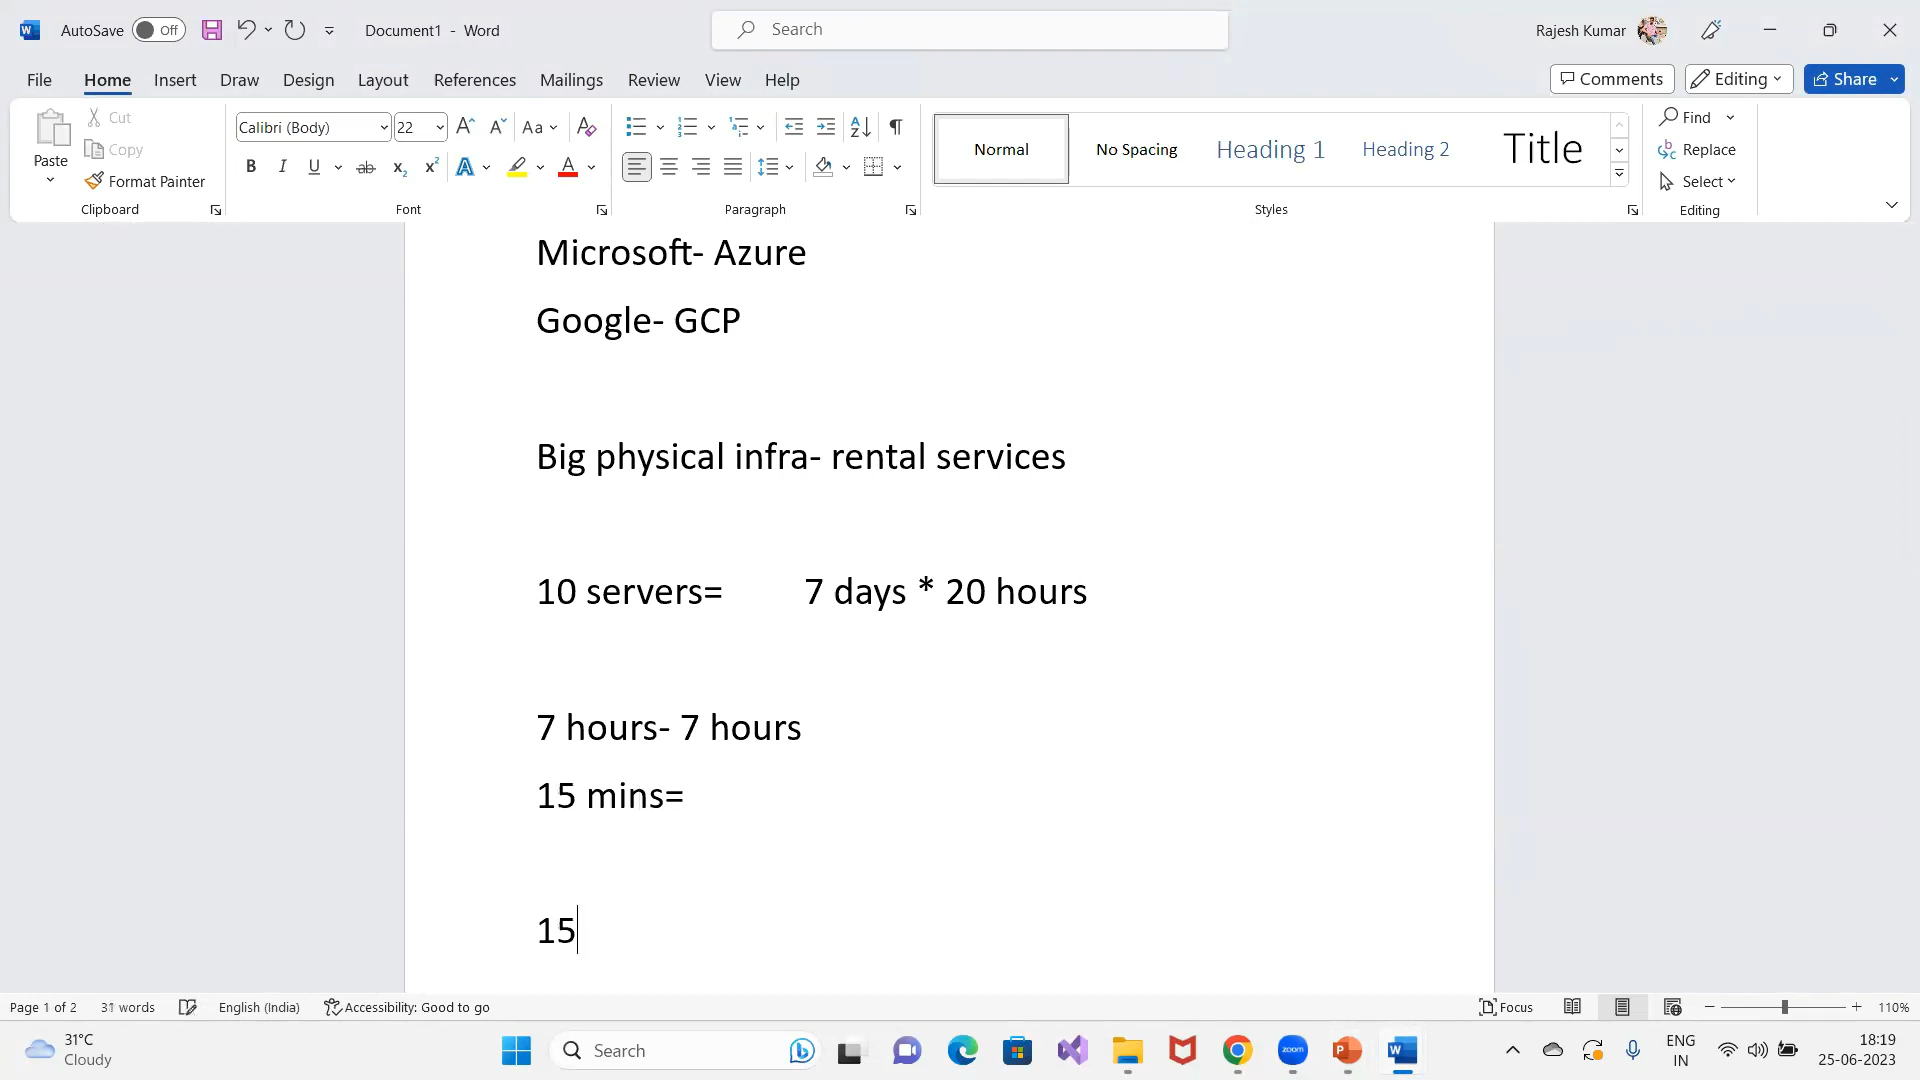 AutoSave Off Document1 - Word Search Rajesh Kumar
File Home Insert Draw Design Layout References Mailings Review View Help Comments Editing Share
Paste Cut Copy Format Painter Clipboard
Calibri (Body) 22 Font
Paragraph
Normal No Spacing Heading 1 Heading 2 Title Styles
Find Replace Select Editing
Microsoft- Azure
Google- GCP
Big physical infra- rental services
10 servers= 7 days * 20 hours
7 hours- 7 hours
15 mins=
15
Page 1 of 2 31 words English (India) Accessibility: Good to go Focus 110%
31°C Cloudy Search zoom ENG IN 18:19 25-06-2023